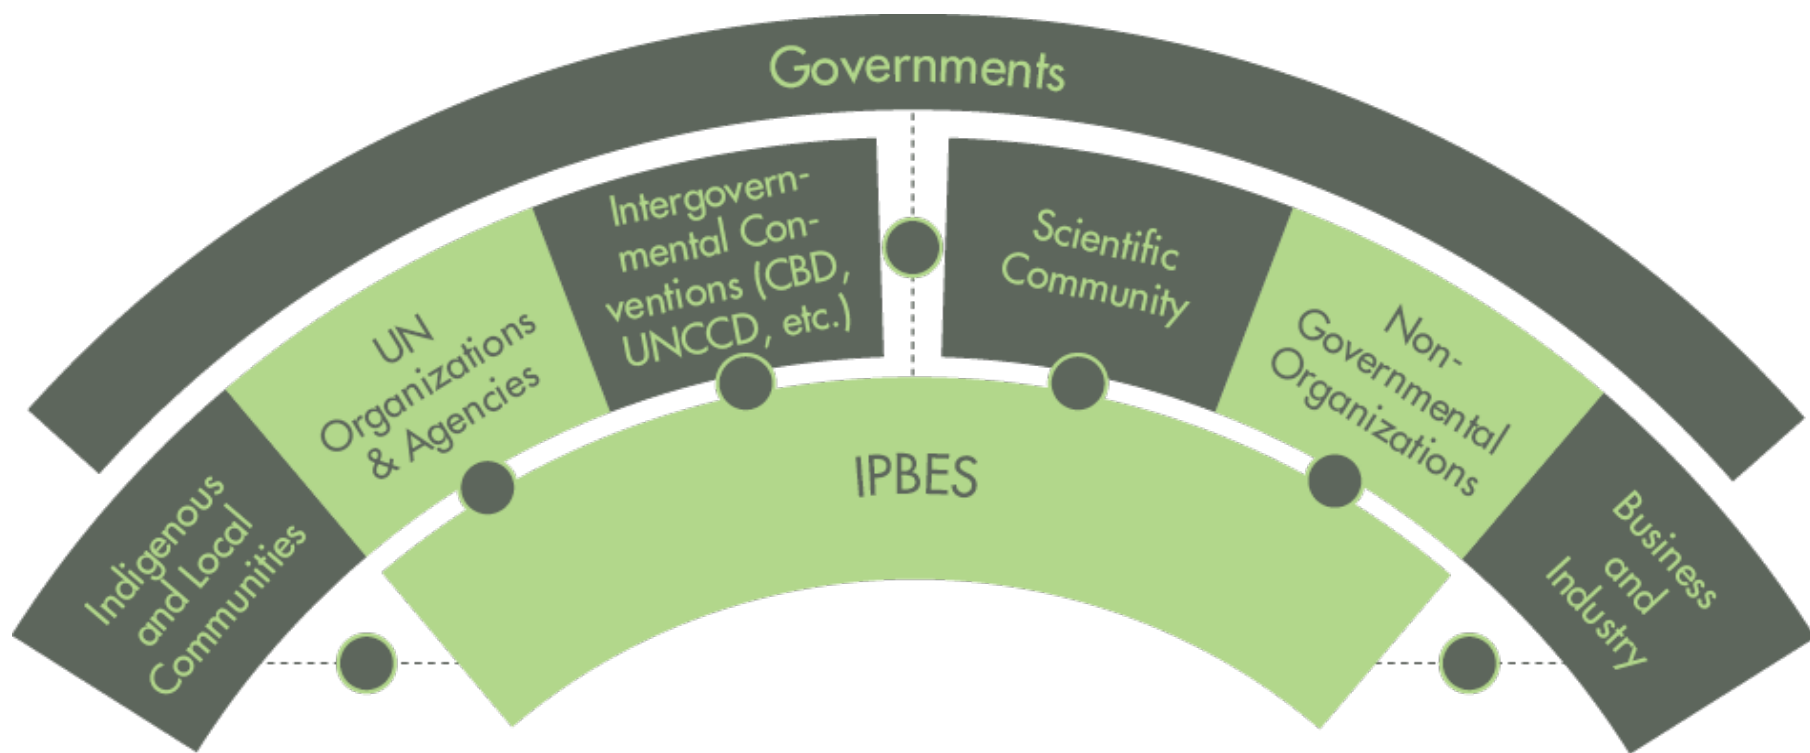 Governments
Indigenous
and Local
Communities
UN
Organizations
& Agencies
Intergovern-
mental Con-
ventions (CBD,
UNCCD, etc.)
Scientific
Community
Non-
Governmental
Organizations
Business
and
Industry
IPBES